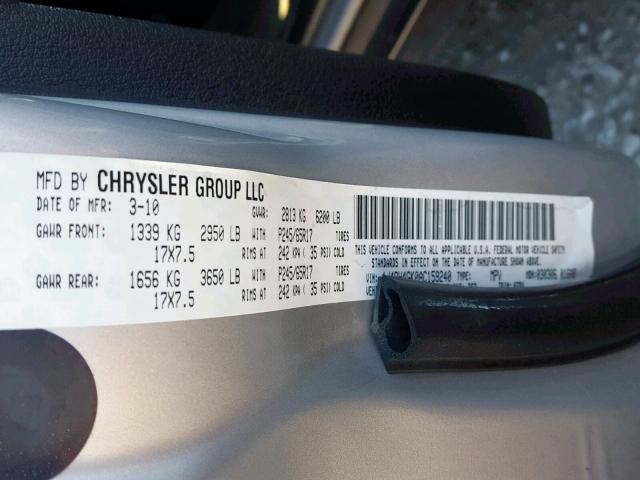 MFD BY CHRYSLER GROUP LLC
DATE OF MFR: 3-10 GVWR: 2813 KG 6200 LB
GAWR FRONT: 1339 KG 2950 LB WITH P245/65R17 TIRES
17X7.5 RIMS AT 242 KPA ( 35 PSI) COLD
GAWR REAR: 1656 KG 3650 LB WITH P245/65R17 TIRES
17X7.5 RIMS AT 242 KPA ( 35 PSI) COLD
THIS VEHICLE CONFORMS TO ALL APPLICABLE U.S.A. FEDERAL MOTOR VEHICLE SAFETY
STANDARDS IN EFFECT ON THE DATE OF MANUFACTURE SHOWN ABOVE.
VIN: TYPE: MPV MDH: